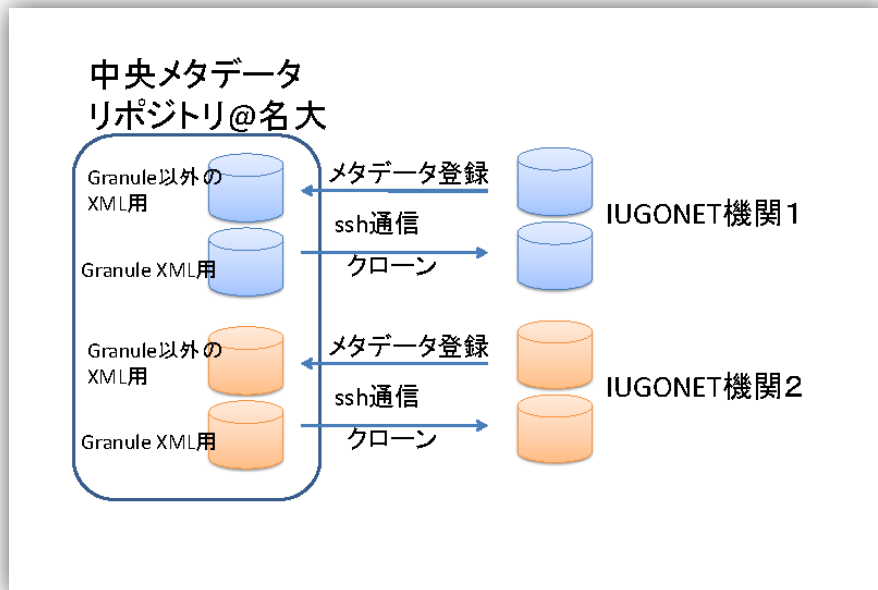 中央メタデータ
リポジトリ@名大
Granule以外の
XML用
Granule XML用
Granule以外の
XML用
Granule XML用
メタデータ登録
ssh通信
クローン
メタデータ登録
ssh通信
クローン
IUGONET機関１
IUGONET機関２